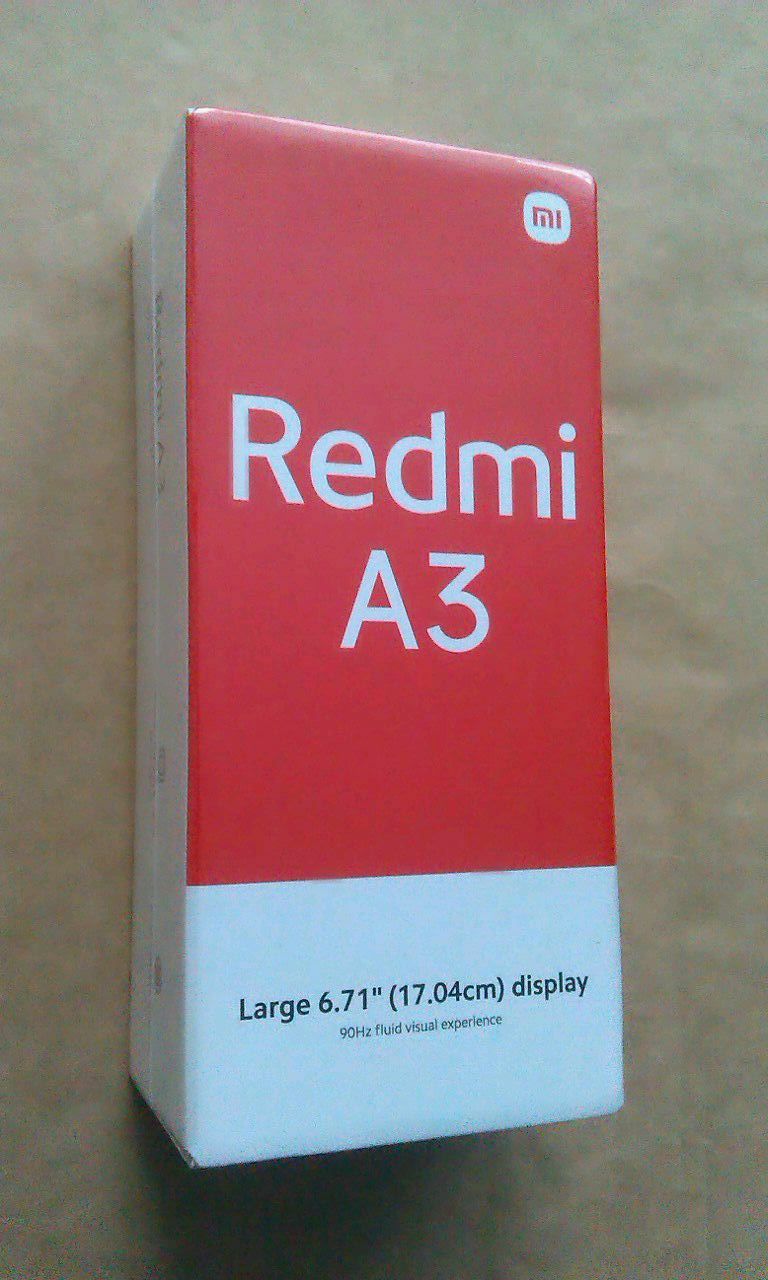 mi
Redmi
A3
Large 6.71" (17.04cm) display
90Hz fluid visual experience